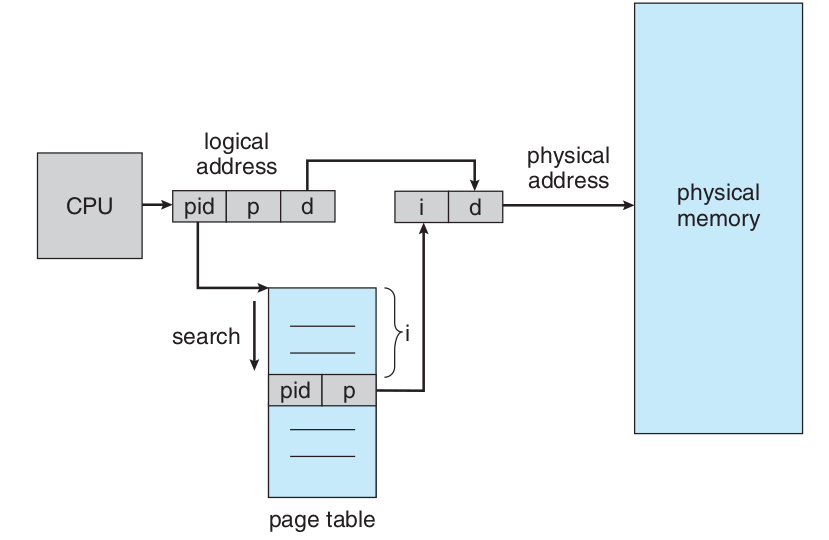 logical
address
physical
address
CPU
pid p d
i d
physical
memory
search
i
pid p
page table